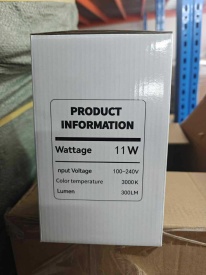 PRODUCT
INFORMATION
Wattage 11W
nput Voltage 100-240V
Color temperature 3000K
Lumen 300LM